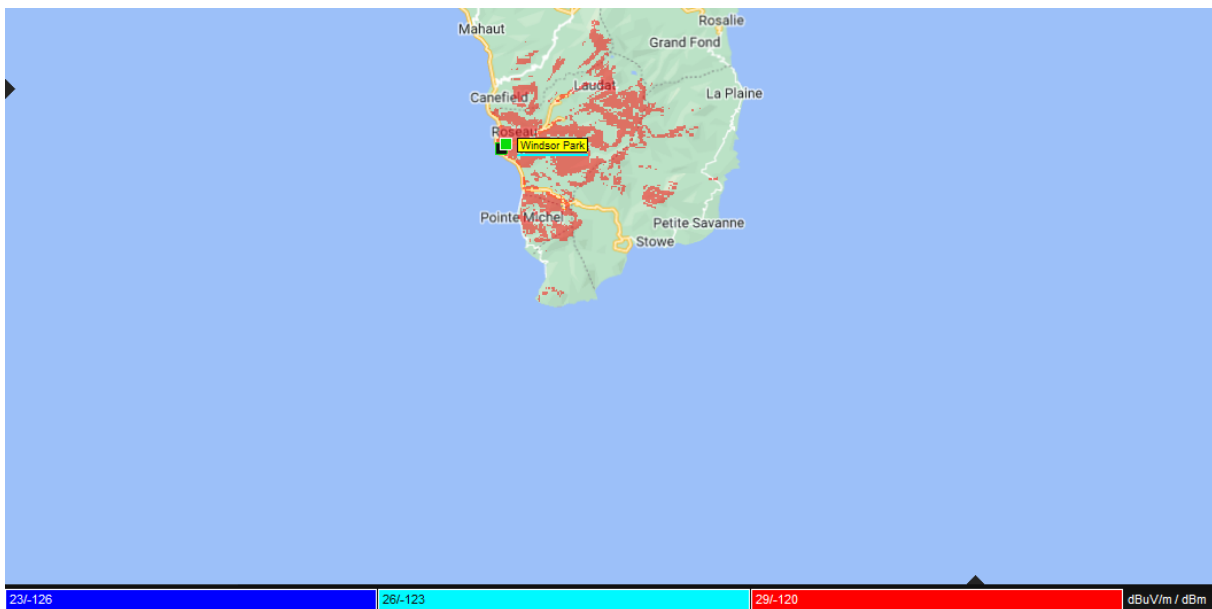 Rosalie
Mahaut
Grand Fond
Laudat
La Plaine
Canefield
Roseau
Windsor Park
Pointe Michel
Petite Savanne
Stowe
23/-126 26/-123 29/-120 dBuV/m / dBm